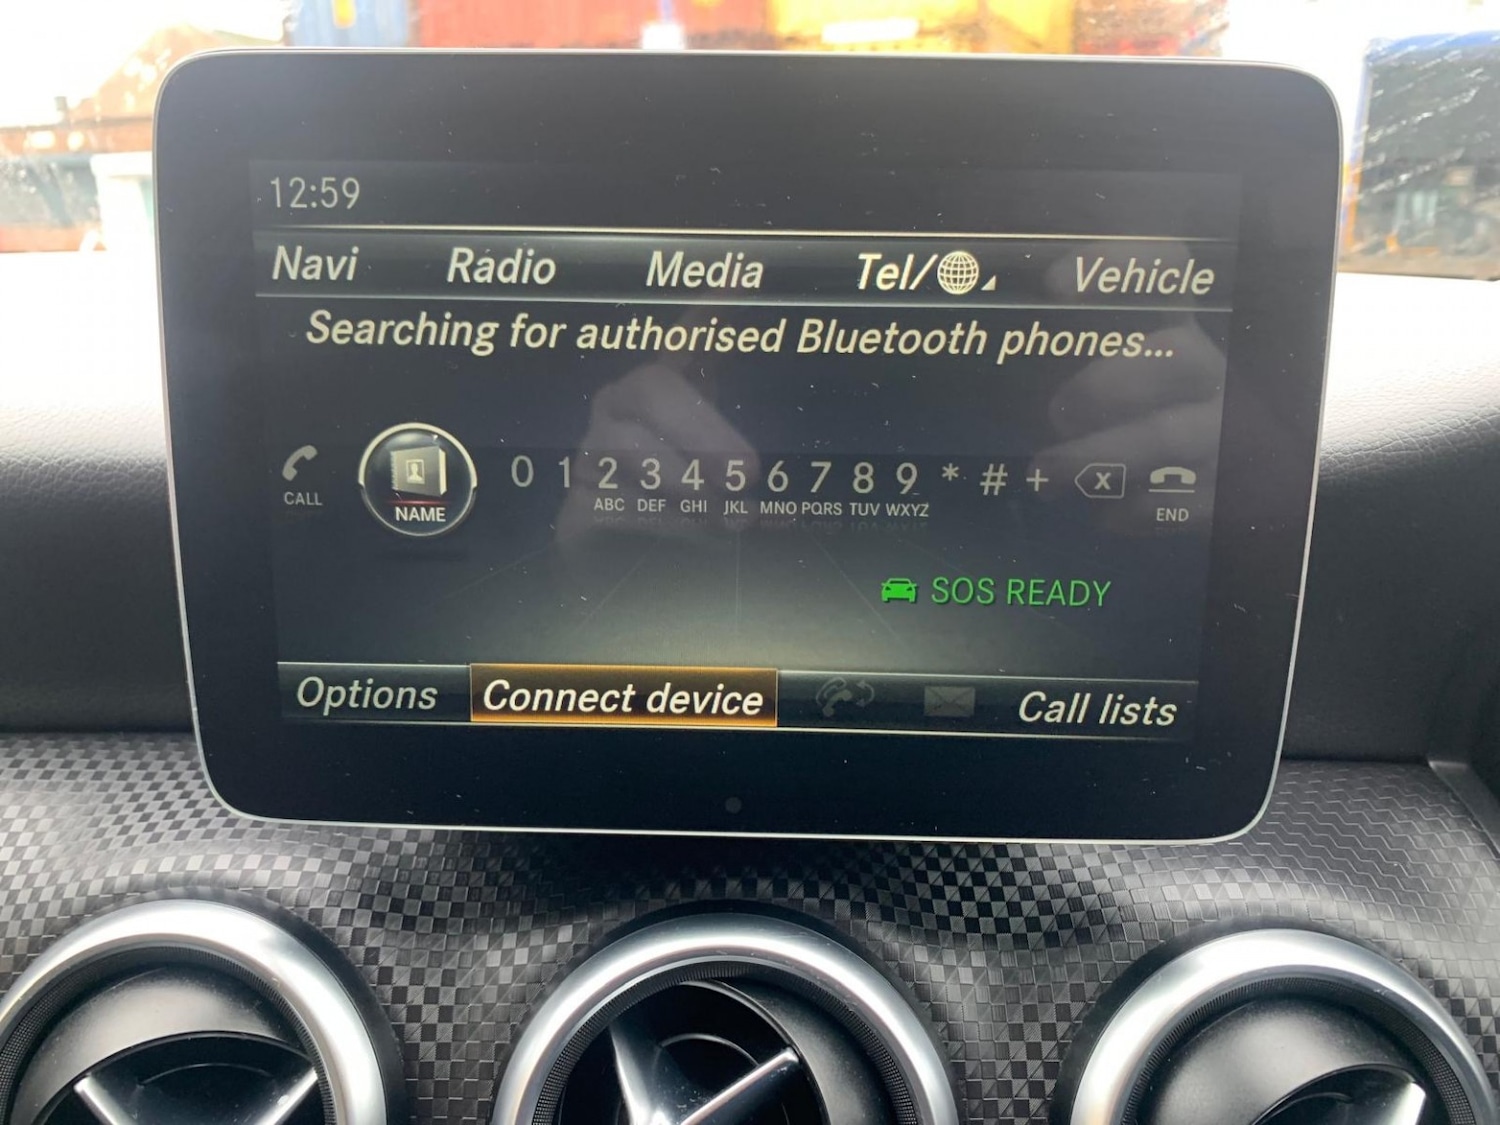 12:59
Navi Radio Media Tel/ Vehicle
Searching for authorised Bluetooth phones...
0 1 2 3 4 5 6 7 8 9 * # + X
ABC DEF GHI JKL MNO PQRS TUV WXYZ
CALL NAME END
SOS READY
Options Connect device Call lists